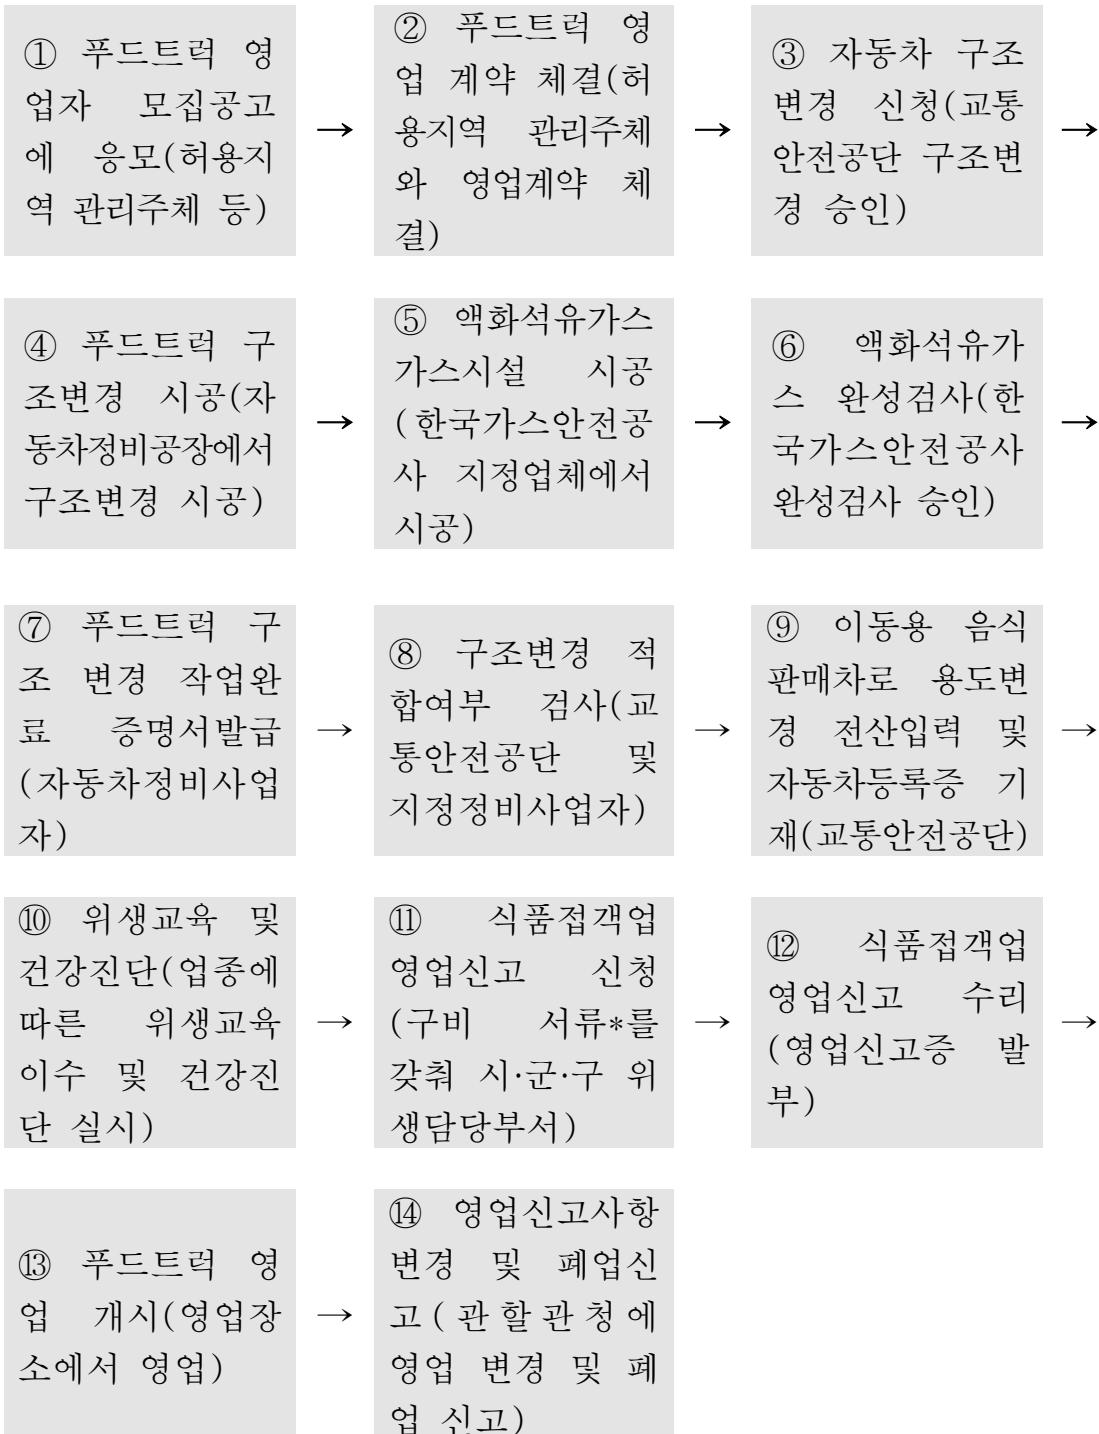 ① 푸드트럭 영
업자 모집공고
에 응모(허용지
역 관리주체 등)
→
② 푸드트럭 영
업 계약 체결(허
용지역 관리주체
와 영업계약 체
결)
→
③ 자동차 구조
변경 신청(교통
안전공단 구조변
경 승인)
→
④ 푸드트럭 구
조변경 시공(자
동차정비공장에서
구조변경 시공)
→
⑤ 액화석유가스
가스시설 시공
(한국가스안전공
사 지정업체에서
시공)
→
⑥ 액화석유가
스 완성검사(한
국가스안전공사
완성검사 승인)
→
⑦ 푸드트럭 구
조 변경 작업완
료 증명서발급
(자동차정비사업
자)
→
⑧ 구조변경 적
합여부 검사(교
통안전공단 및
지정정비사업자)
→
⑨ 이동용 음식
판매차로 용도변
경 전산입력 및
자동차등록증 기
재(교통안전공단)
→
⑩ 위생교육 및
건강진단(업종에
따른 위생교육
이수 및 건강진
단 실시)
→
⑪ 식품접객업
영업신고 신청
(구비 서류*를
갖춰 시·군·구 위
생담당부서)
→
⑫ 식품접객업
영업신고 수리
(영업신고증 발
부)
→
⑬ 푸드트럭 영
업 개시(영업장
소에서 영업)
→
⑭ 영업신고사항
변경 및 폐업신
고(관할관청에
영업 변경 및 폐
업 신고)